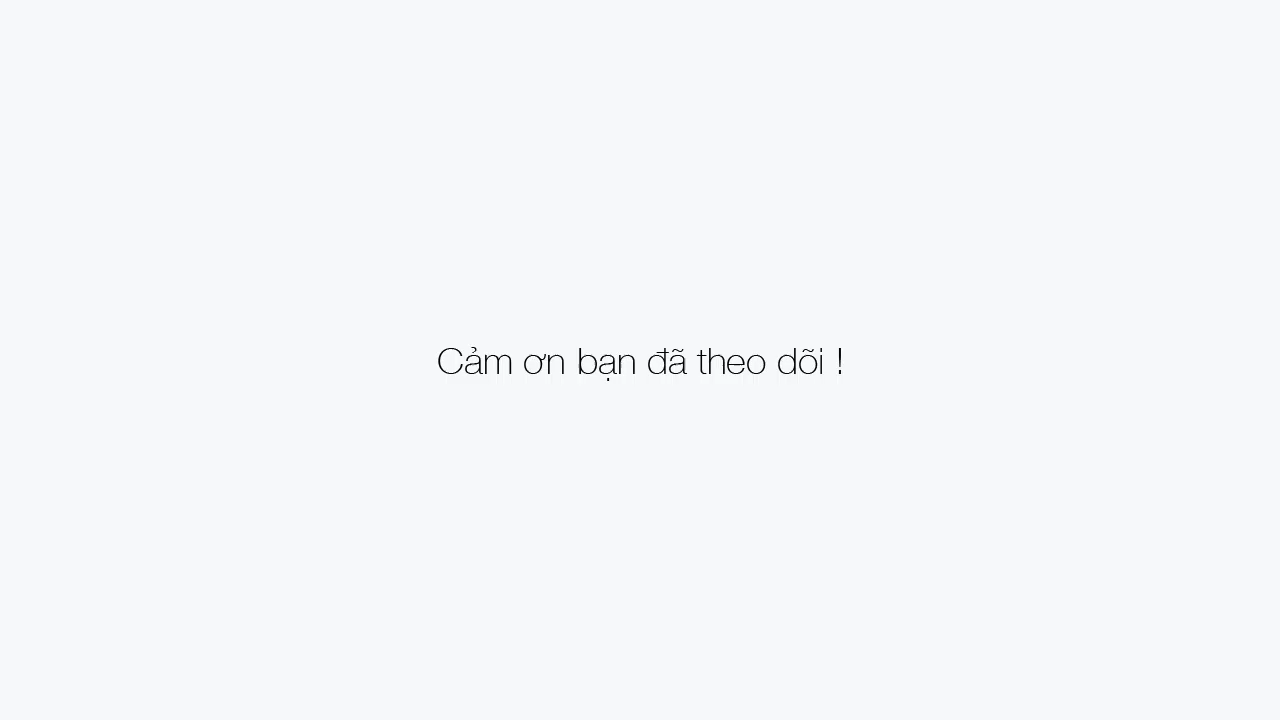 Cảm ơn bạn đã theo dõi !